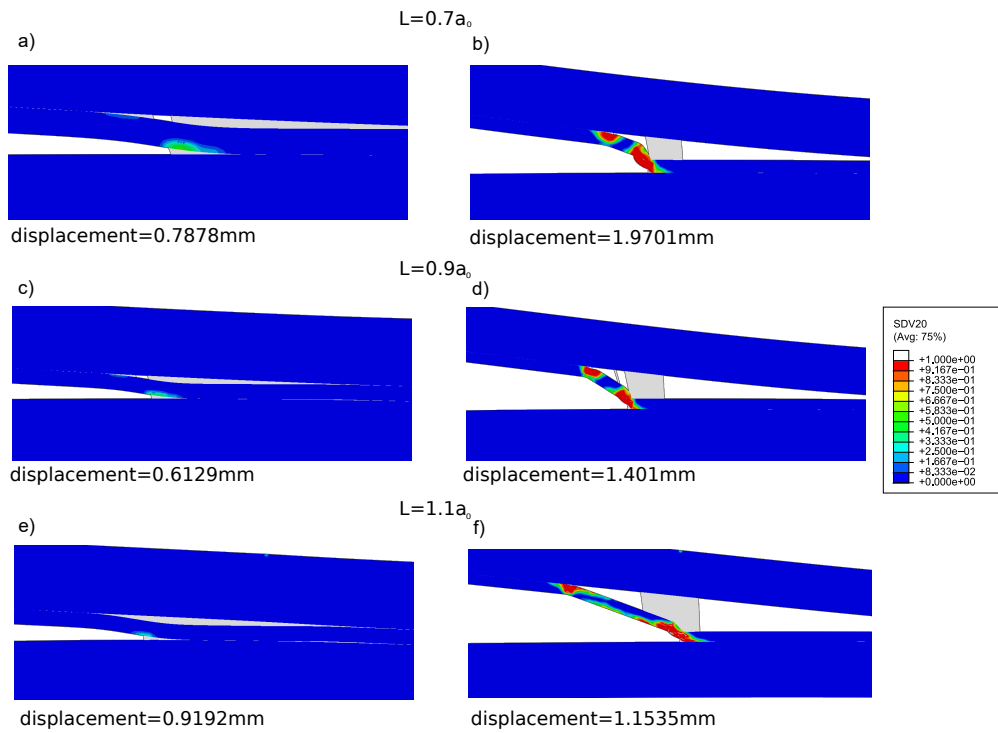 L=0.7a₀
a)
b)
displacement=0.7878mm
displacement=1.9701mm
L=0.9a₀
c)
d)
displacement=0.6129mm
displacement=1.401mm
SDV20
(Avg: 75%)
+1.000e+00
+9.167e−01
+8.333e−01
+7.500e−01
+6.667e−01
+5.833e−01
+5.000e−01
+4.167e−01
+3.333e−01
+2.500e−01
+1.667e−01
+8.333e−02
+0.000e+00
L=1.1a₀
e)
f)
displacement=0.9192mm
displacement=1.1535mm